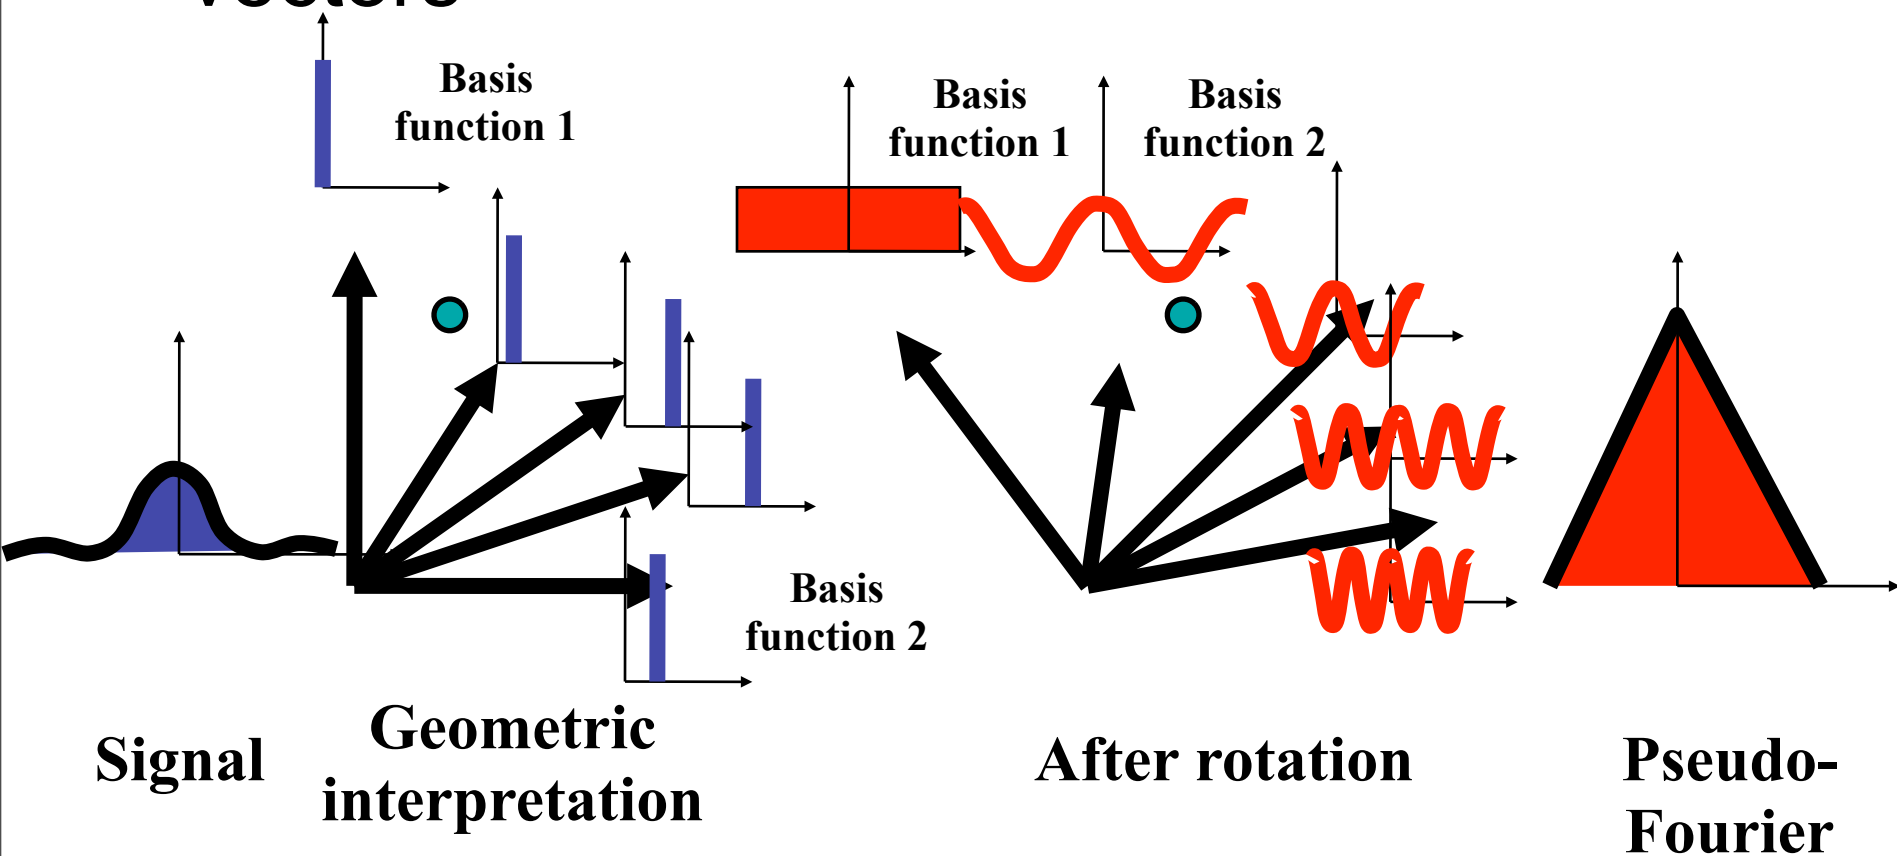 vectors
Basis
function 1
Basis
function 1
Basis
function 2
Basis
function 2
Signal
Geometric
interpretation
After rotation
Pseudo-
Fourier